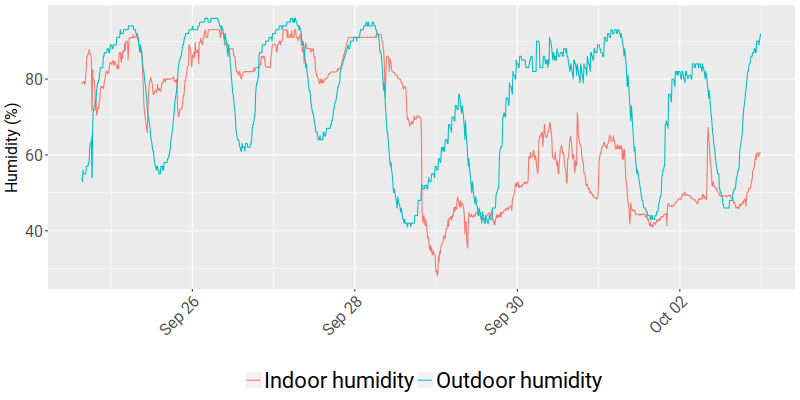 Humidity (%)
80
60
40
Sep 26
Sep 28
Sep 30
Oct 02
Indoor humidity
Outdoor humidity